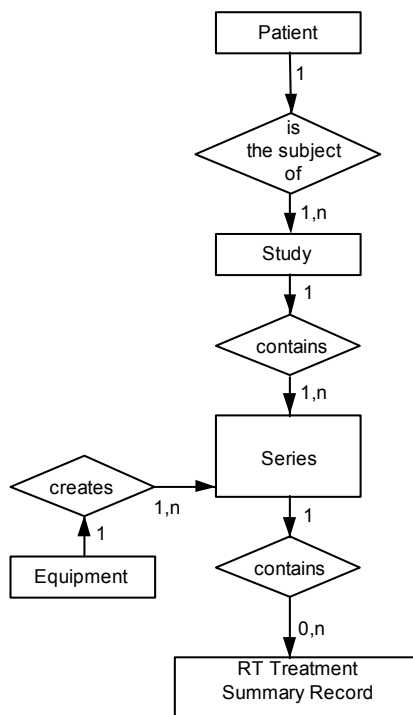 Patient
1
is
the subject
of
1,n
Study
1
contains
1,n
Series
creates
1,n
1
Equipment
1
contains
0,n
RT Treatment
Summary Record